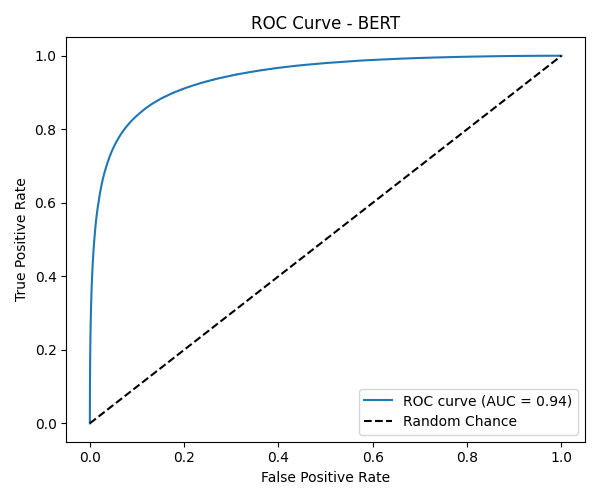 ROC Curve - BERT
True Positive Rate
1.0
0.8
0.6
0.4
0.2
0.0
ROC curve (AUC = 0.94)
Random Chance
0.0 0.2 0.4 0.6 0.8 1.0
False Positive Rate